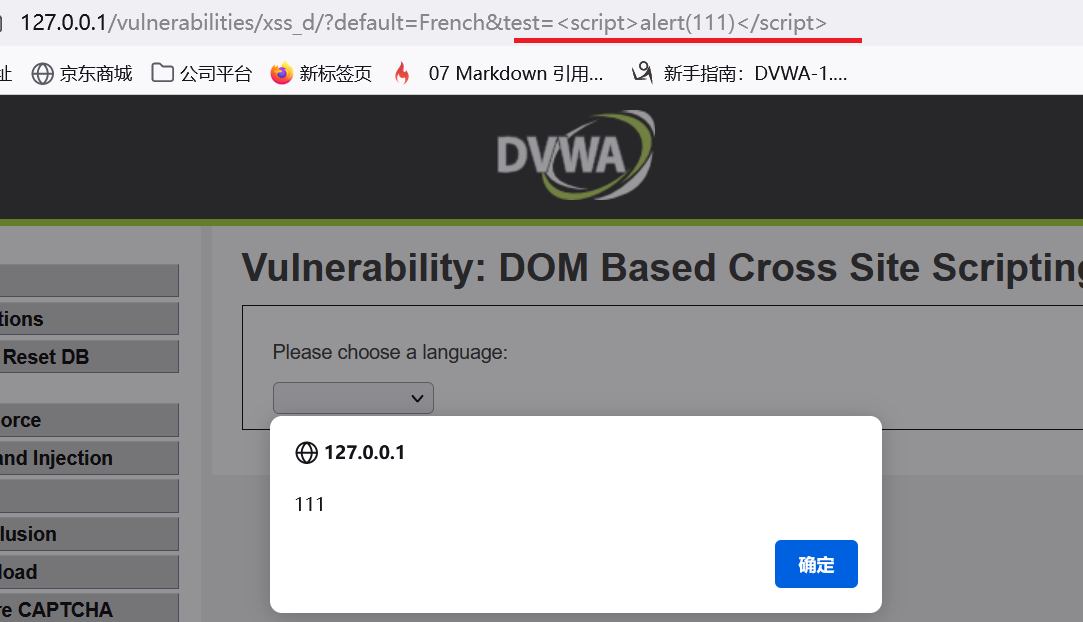 127.0.0.1/vulnerabilities/xss_d/?default=French&test=<script>alert(111)</script>
址 京东商城 公司平台 新标签页 07 Markdown 引用... 新手指南：DVWA-1....
DVWA
Vulnerability: DOM Based Cross Site Scripting
tions
Reset DB
Please choose a language:
orce
and Injection
lusion
load
re CAPTCHA
127.0.0.1
111
确定